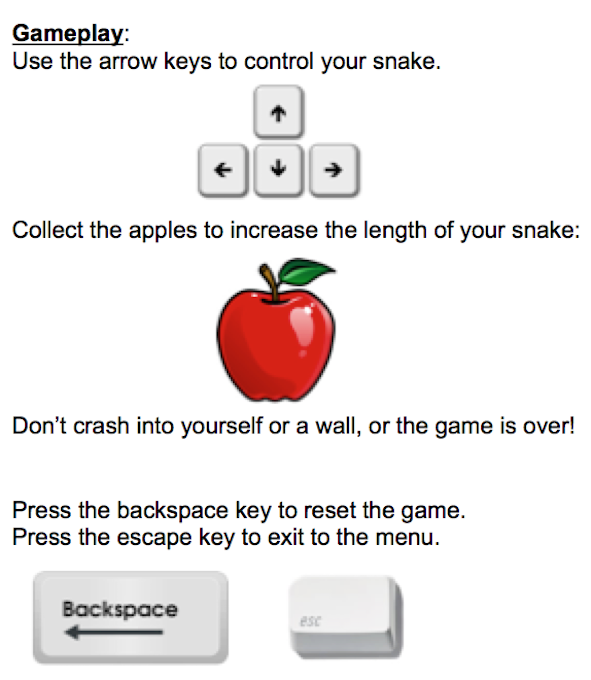 Gameplay:
Use the arrow keys to control your snake.
Collect the apples to increase the length of your snake:
Don’t crash into yourself or a wall, or the game is over!
Press the backspace key to reset the game.
Press the escape key to exit to the menu.
Backspace
esc